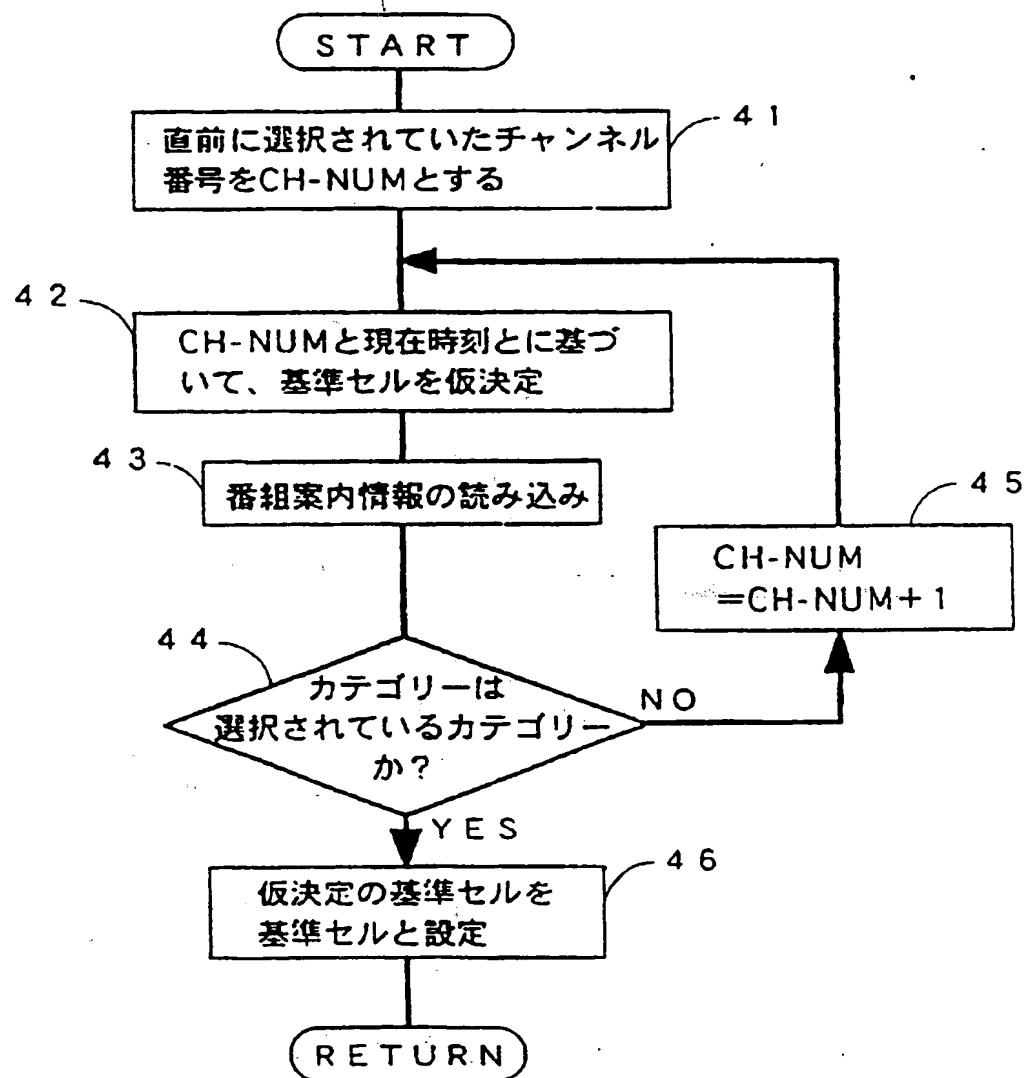 START
41
直前に選択されていたチャンネル
番号をCH-NUMとする
42
CH-NUMと現在時刻とに基づ
いて、基準セルを仮決定
43
番組案内情報の読み込み
45
CH-NUM
=CH-NUM+1
44
カテゴリーは
選択されているカテゴリー
か?
NO
YES
46
仮決定の基準セルを
基準セルと設定
RETURN